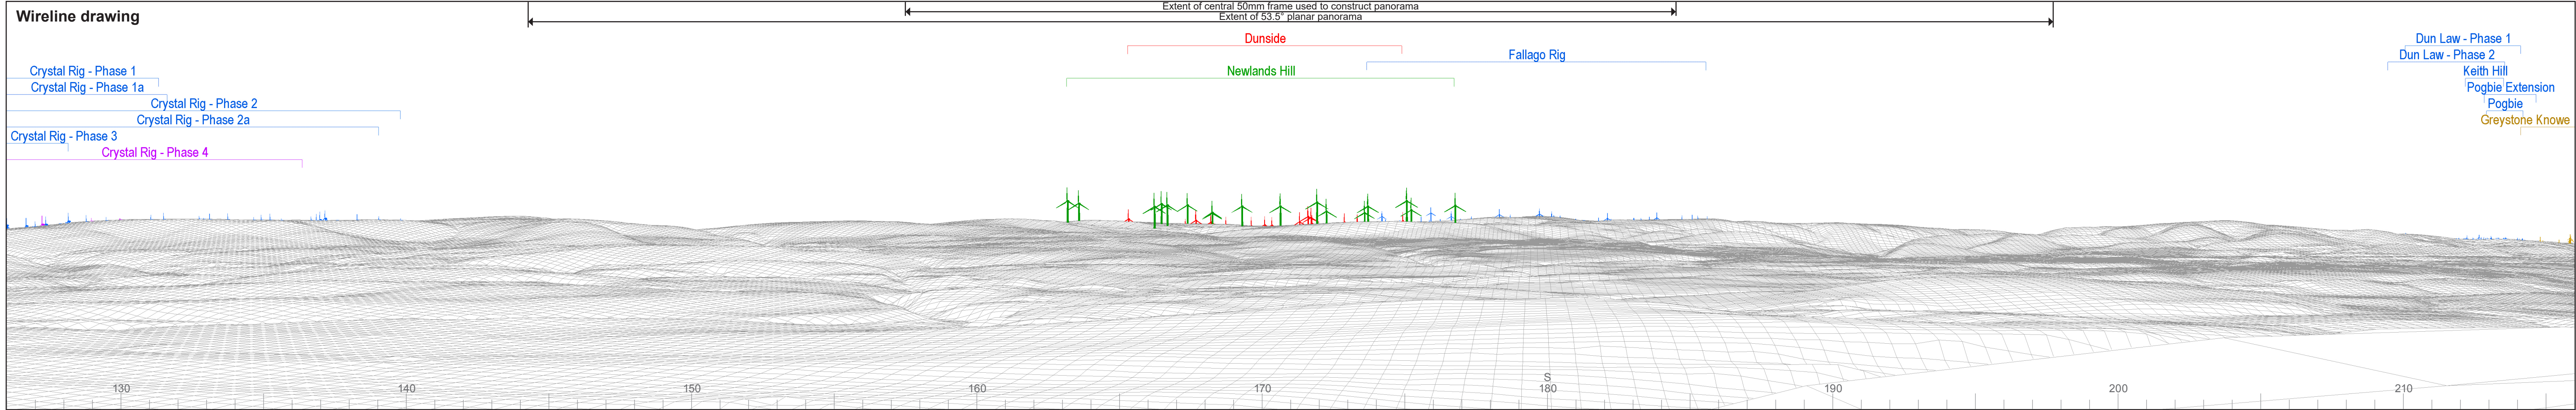 Wireline drawing
Extent of central 50mm frame used to construct panorama
Extent of 53.5° planar panorama
Dunside
Fallago Rig
Newlands Hill
Crystal Rig - Phase 1
Crystal Rig - Phase 1a
Crystal Rig - Phase 2
Crystal Rig - Phase 2a
Crystal Rig - Phase 3
Crystal Rig - Phase 4
Dun Law - Phase 1
Dun Law - Phase 2
Keith Hill
Pogbie Extension
Pogbie
Greystone Knowe
S
130 140 150 160 170 180 190 200 210